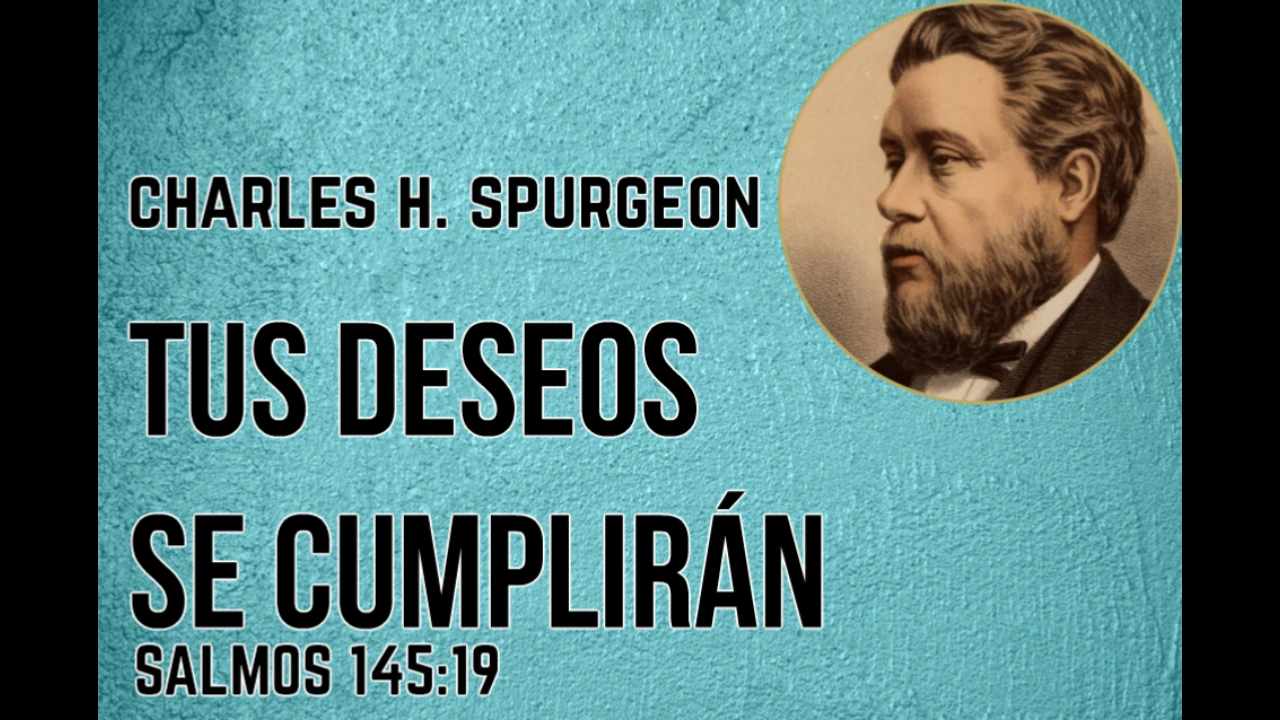 CHARLES H. SPURGEON
TUS DESEOS
SE CUMPLIRÁN
SALMOS 145:19